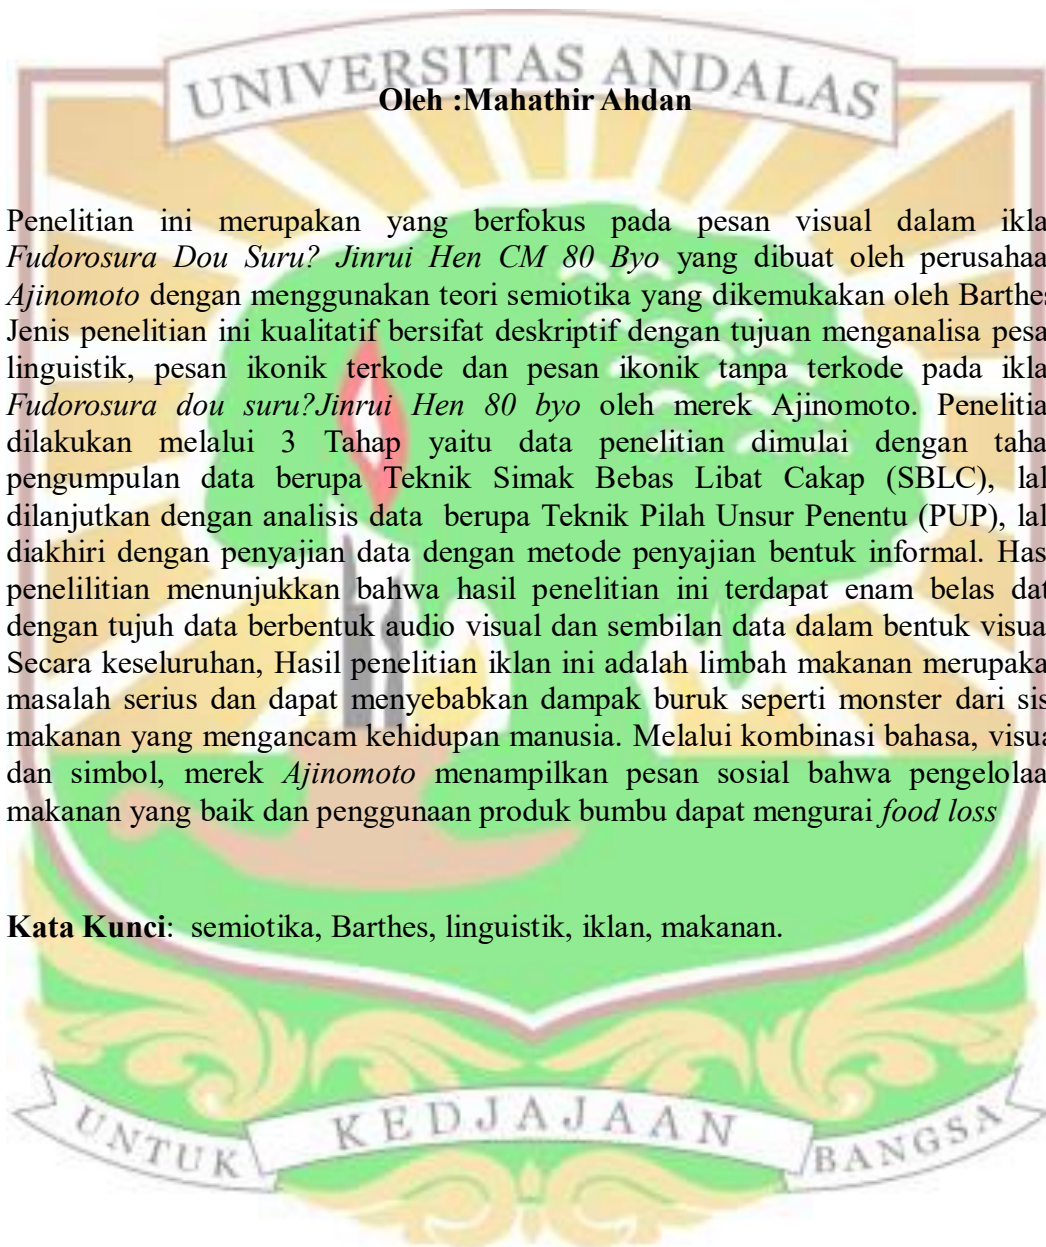 UNIVERSITAS ANDALAS
Oleh :Mahathir Ahdan
Penelitian ini merupakan yang berfokus pada pesan visual dalam ikla
Fudorosura Dou Suru? Jinrui Hen CM 80 Byo yang dibuat oleh perusahaa
Ajinomoto dengan menggunakan teori semiotika yang dikemukakan oleh Barthes
Jenis penelitian ini kualitatif bersifat deskriptif dengan tujuan menganalisa pesa
linguistik, pesan ikonik terkode dan pesan ikonik tanpa terkode pada ikla
Fudorosura dou suru?Jinrui Hen 80 byo oleh merek Ajinomoto. Penelitia
dilakukan melalui 3 Tahap yaitu data penelitian dimulai dengan taha
pengumpulan data berupa Teknik Simak Bebas Libat Cakap (SBLC), lal
dilanjutkan dengan analisis data berupa Teknik Pilah Unsur Penentu (PUP), lal
diakhiri dengan penyajian data dengan metode penyajian bentuk informal. Has
penelilitian menunjukkan bahwa hasil penelitian ini terdapat enam belas dat
dengan tujuh data berbentuk audio visual dan sembilan data dalam bentuk visua
Secara keseluruhan, Hasil penelitian iklan ini adalah limbah makanan merupaka
masalah serius dan dapat menyebabkan dampak buruk seperti monster dari sis
makanan yang mengancam kehidupan manusia. Melalui kombinasi bahasa, visua
dan simbol, merek Ajinomoto menampilkan pesan sosial bahwa pengelolaa
makanan yang baik dan penggunaan produk bumbu dapat mengurai food loss
Kata Kunci: semiotika, Barthes, linguistik, iklan, makanan.
UNTUK KEDJAJAAN BANGSA